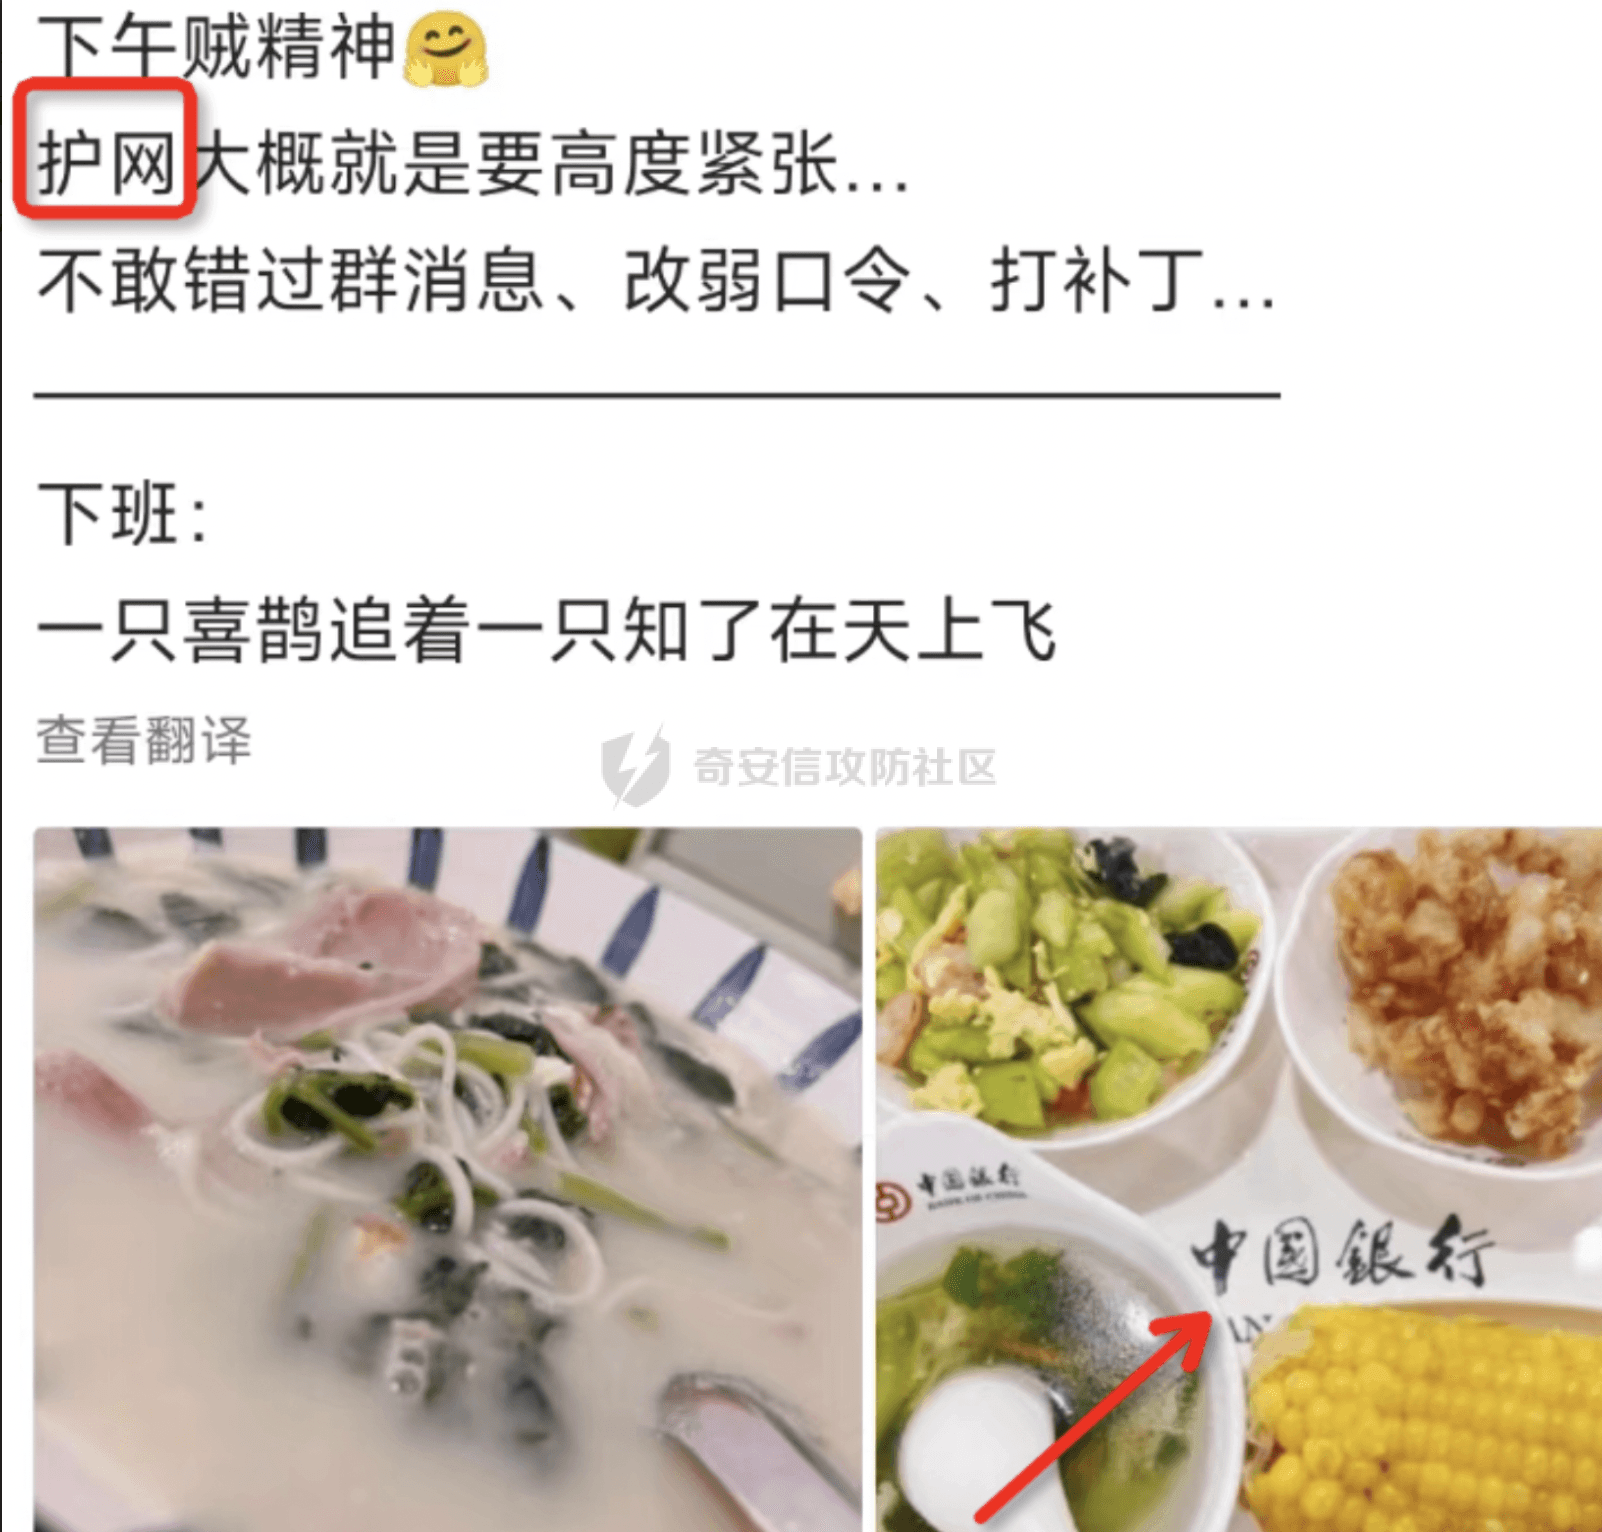 下午贼精神🤗
护网大概就是要高度紧张...
不敢错过群消息、改弱口令、打补丁...
下班：
一只喜鹊追着一只知了在天上飞
查看翻译
奇安信攻防社区
中国银行
BANK OF CHINA
中國銀行